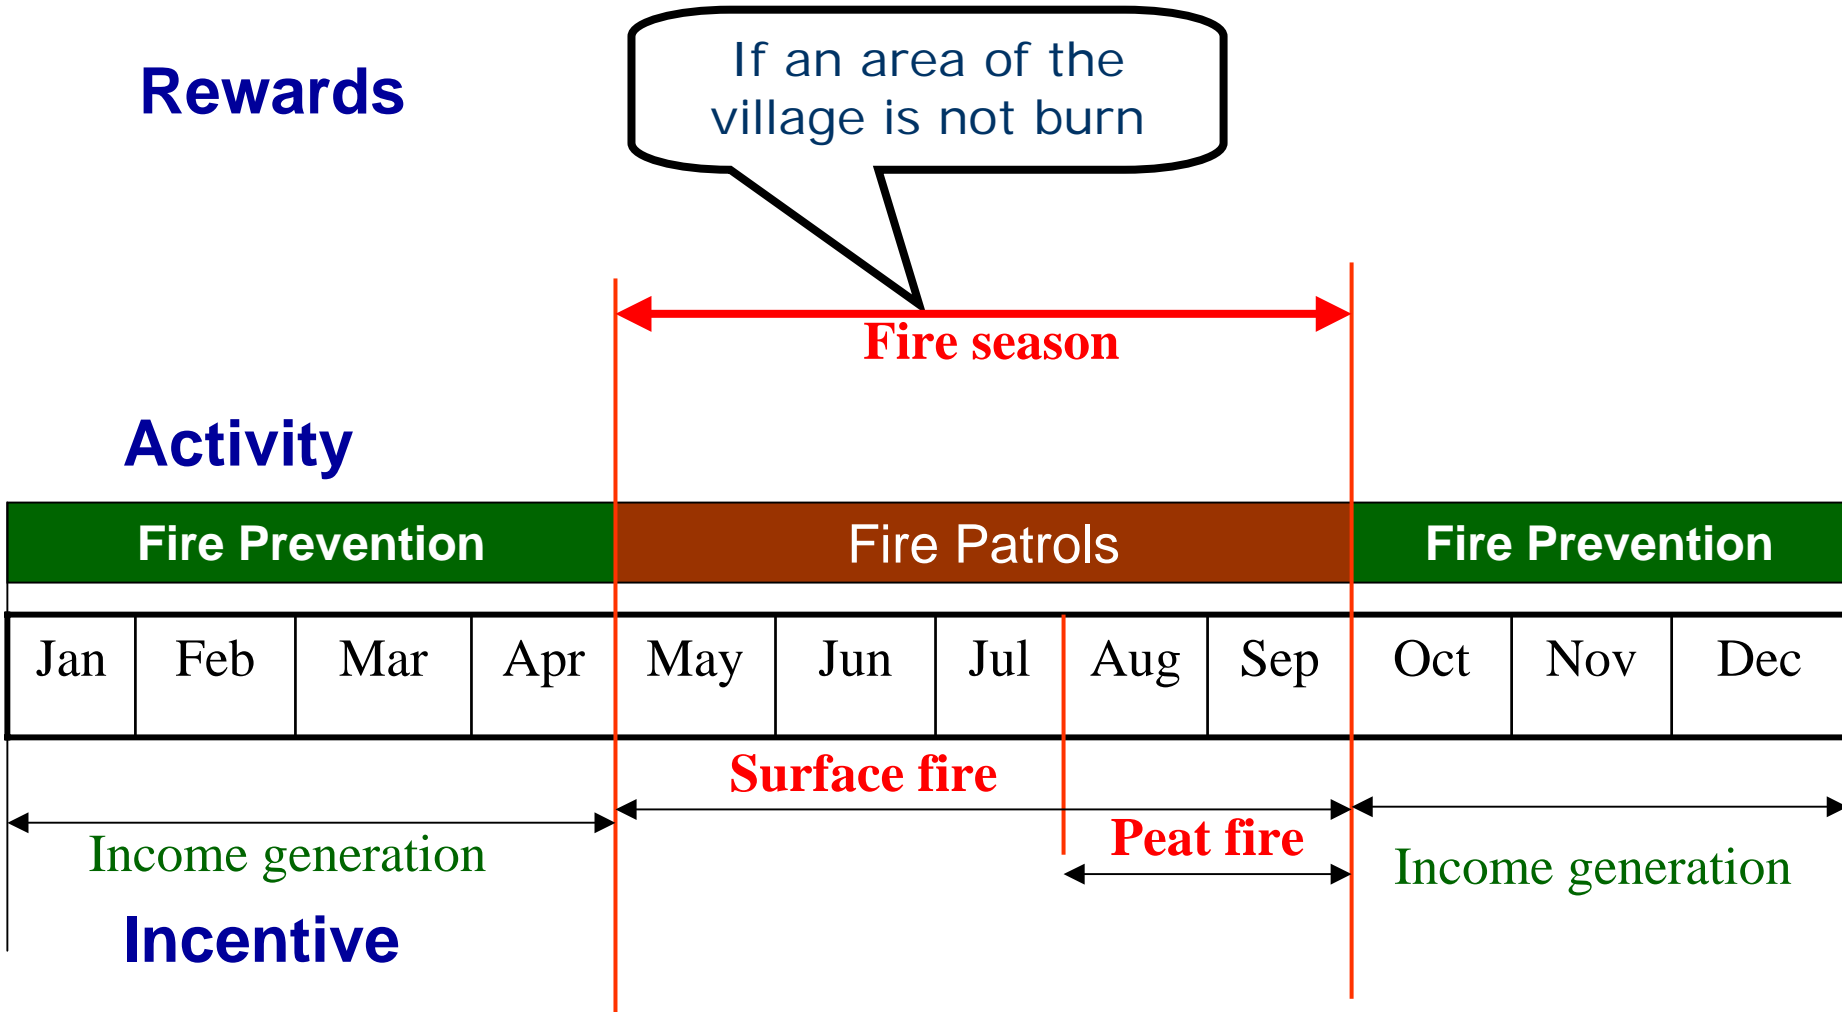 Rewards
If an area of the
village is not burn
Fire season
Activity
Fire Prevention Fire Patrols Fire Prevention
Jan Feb Mar Apr May Jun Jul Aug Sep Oct Nov Dec
Surface fire
Peat fire
Income generation
Income generation
Incentive